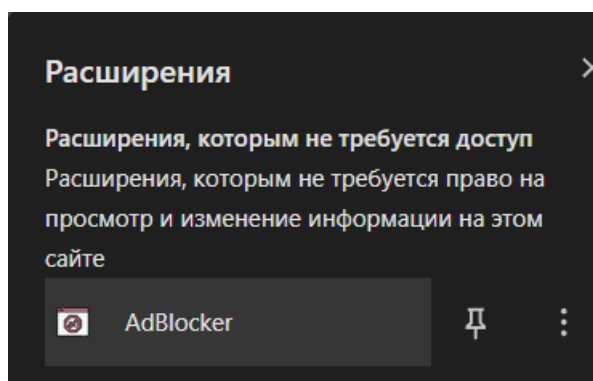 Расширения
Расширения, которым не требуется доступ
Расширения, которым не требуется право на
просмотр и изменение информации на этом
сайте
AdBlocker